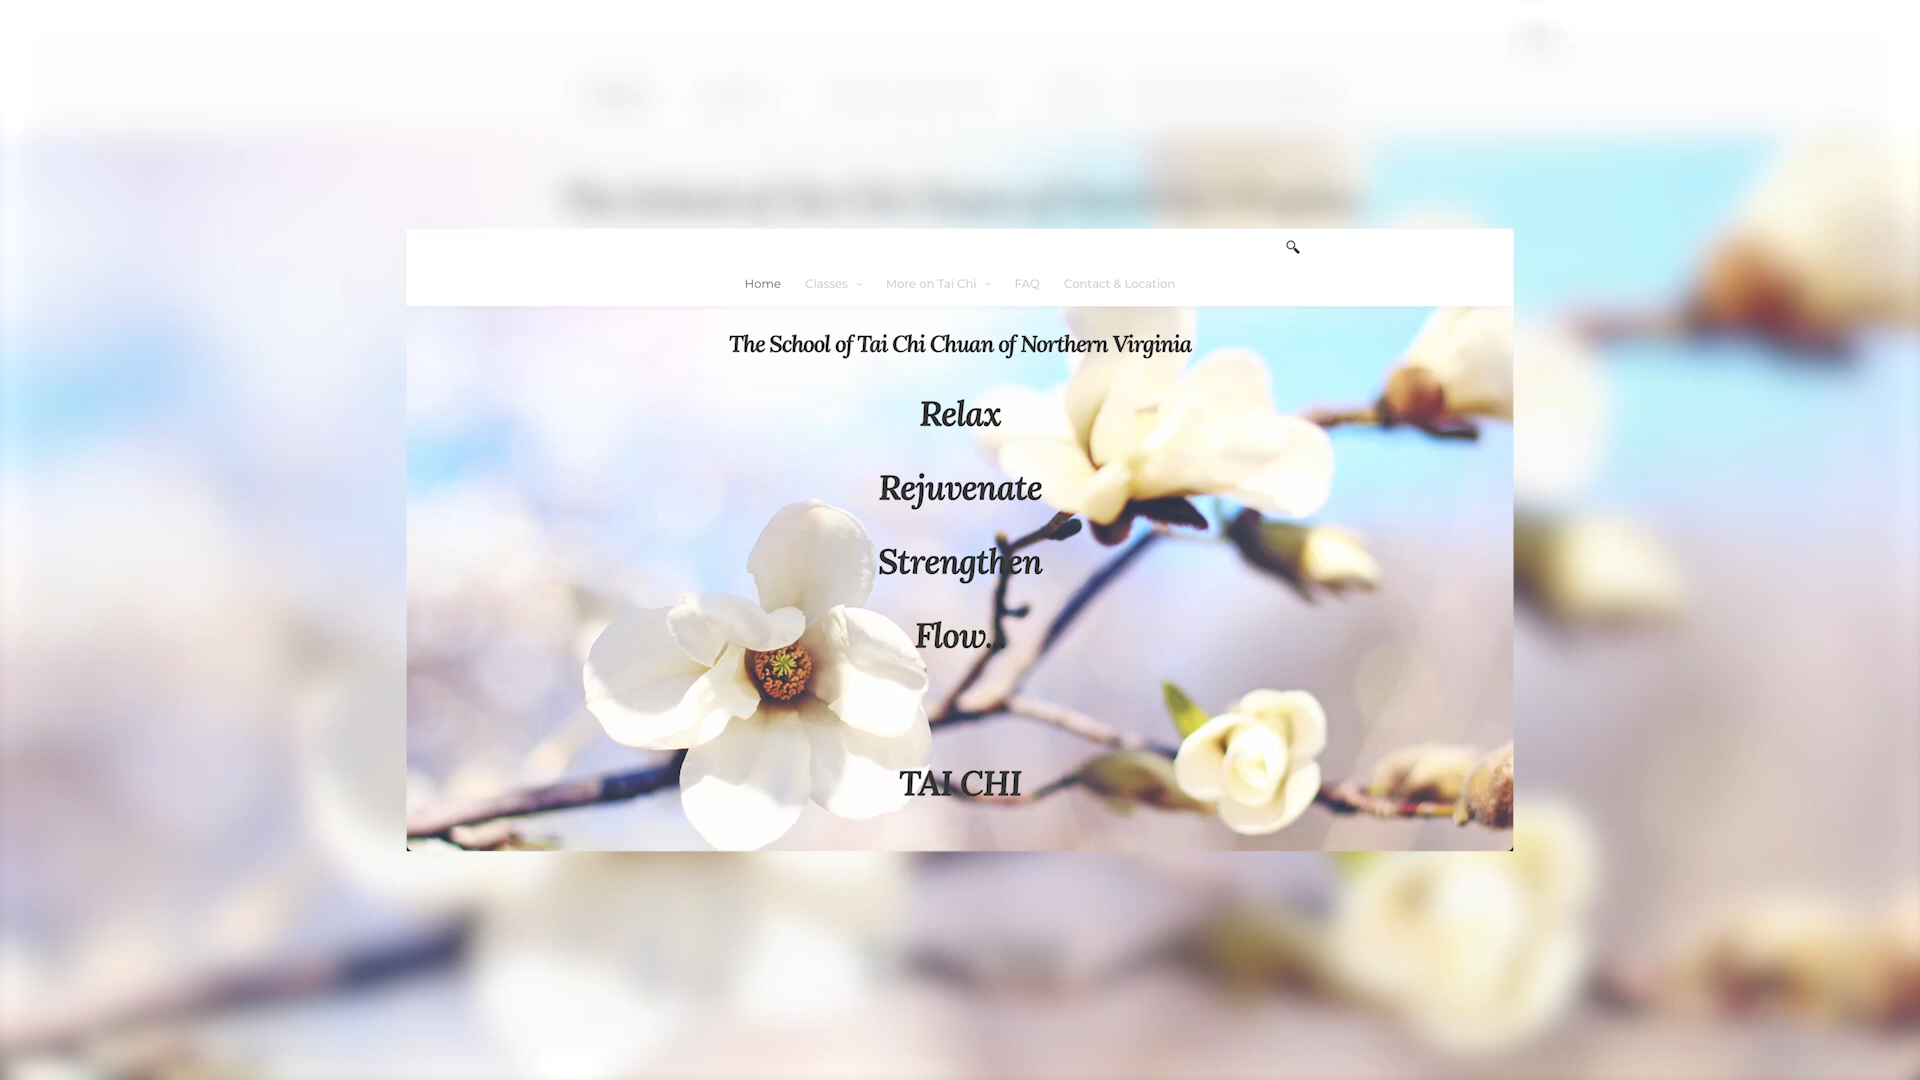 Home Classes More on Tai Chi FAQ Contact & Location
The School of Tai Chi Chuan of Northern Virginia
Relax
Rejuvenate
Strengthen
Flow...
TAI CHI